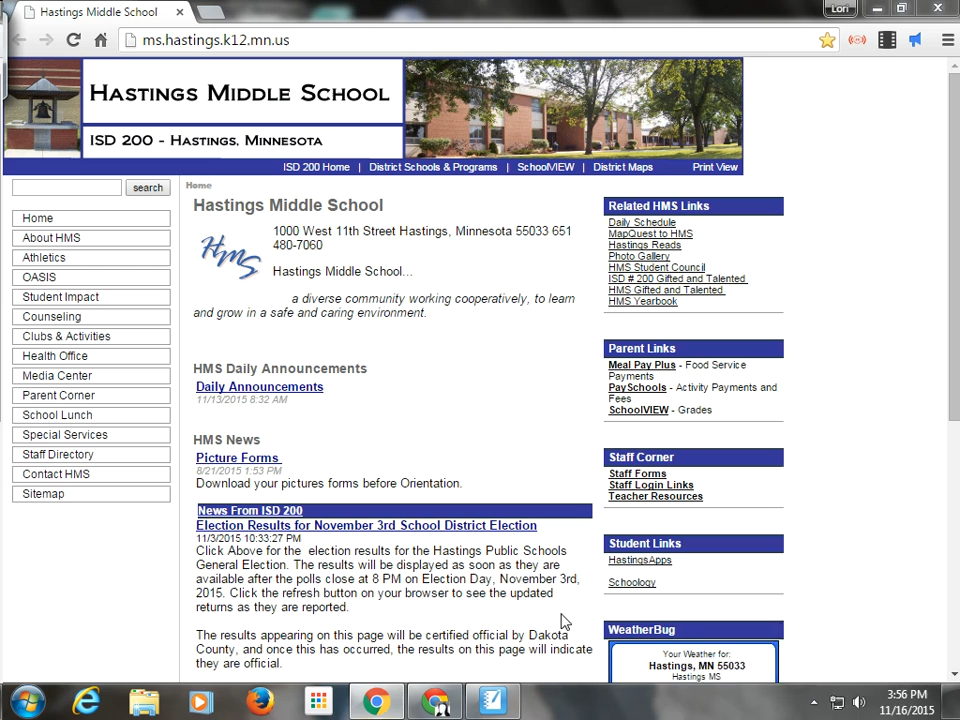 Hastings Middle School
Lori
ms.hastings.k12.mn.us
HASTINGS MIDDLE SCHOOL
ISD 200 - HASTINGS, MINNESOTA
ISD 200 Home | District Schools & Programs | SchoolVIEW | District Maps Print View
search
Home
Home
About HMS
Athletics
OASIS
Student Impact
Counseling
Clubs & Activities
Health Office
Media Center
Parent Corner
School Lunch
Special Services
Staff Directory
Contact HMS
Sitemap
Hastings Middle School
HMS
1000 West 11th Street Hastings, Minnesota 55033 651
480-7060
Hastings Middle School...
a diverse community working cooperatively, to learn
and grow in a safe and caring environment.
HMS Daily Announcements
Daily Announcements
11/13/2015 8:32 AM
HMS News
Picture Forms
8/21/2015 1:53 PM
Download your pictures forms before Orientation.
News From ISD 200
Election Results for November 3rd School District Election
11/3/2015 10:33:27 PM
Click Above for the election results for the Hastings Public Schools
General Election. The results will be displayed as soon as they are
available after the polls close at 8 PM on Election Day, November 3rd,
2015. Click the refresh button on your browser to see the updated
returns as they are reported.
The results appearing on this page will be certified official by Dakota
County, and once this has occurred, the results on this page will indicate
they are official.
Related HMS Links
Daily Schedule
MapQuest to HMS
Hastings Reads
Photo Gallery
HMS Student Council
ISD # 200 Gifted and Talented
HMS Gifted and Talented
HMS Yearbook
Parent Links
Meal Pay Plus - Food Service
Payments
PaySchools - Activity Payments and
Fees
SchoolVIEW - Grades
Staff Corner
Staff Forms
Staff Login Links
Teacher Resources
Student Links
HastingsApps
Schoology
WeatherBug
Your Weather for:
Hastings, MN 55033
Hastings MS
3:56 PM
11/16/2015